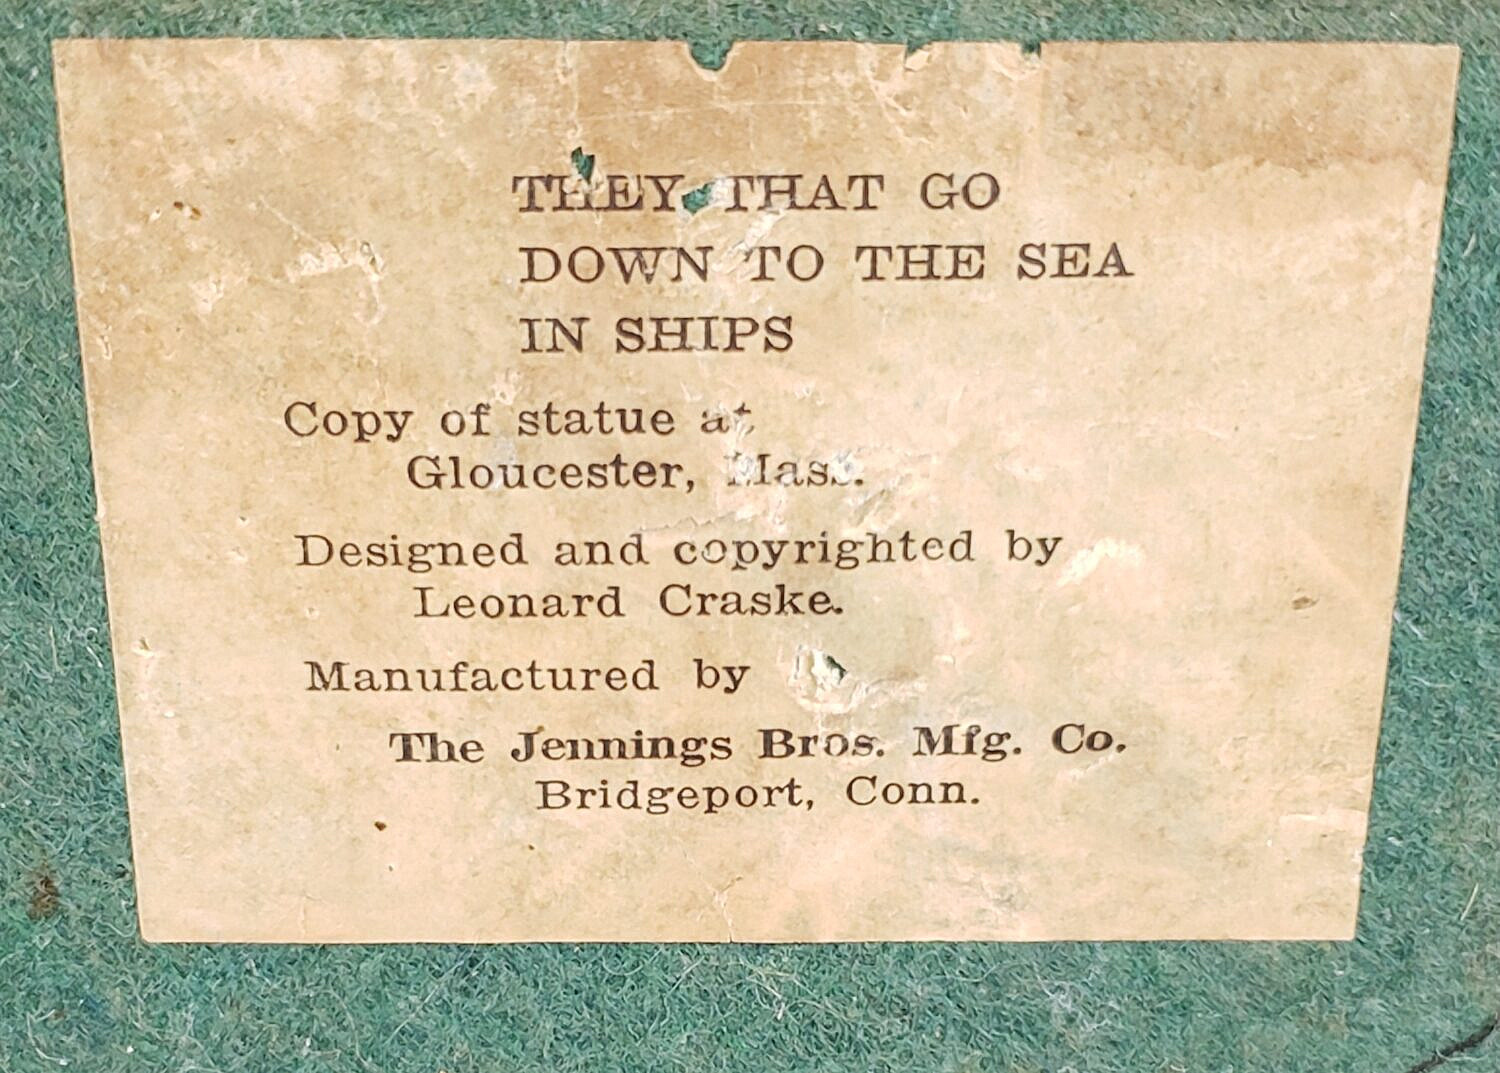 THEY THAT GO
DOWN TO THE SEA
IN SHIPS
Copy of statue at
Gloucester, Mass.
Designed and copyrighted by
Leonard Craske.
Manufactured by
The Jennings Bros. Mfg. Co.
Bridgeport, Conn.